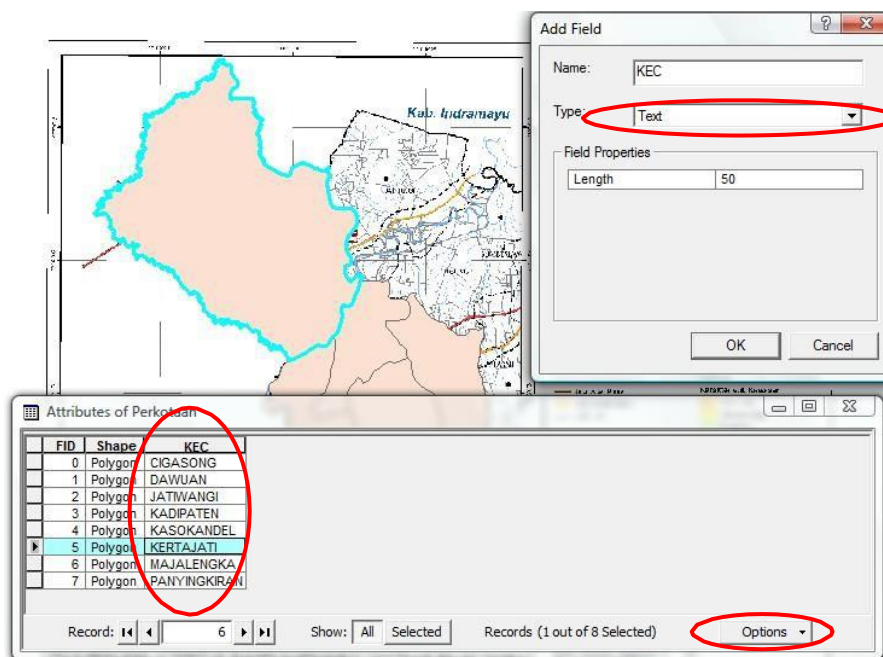 Add Field
Name:
KEC
Type:
Text
Field Properties
Length 50
OK Cancel
Kab. Indramayu
Attributes of Perkotaan
FID Shape KEC
0 Polygon CIGASONG
1 Polygon DAWUAN
2 Polygon JATIWANGI
3 Polygon KADIPATEN
4 Polygon KASOKANDEL
5 Polygon KERTAJATI
6 Polygon MAJALENGKA
7 Polygon PANYINGKIRAN
Record: 6 Show: All Selected Records (1 out of 8 Selected) Options